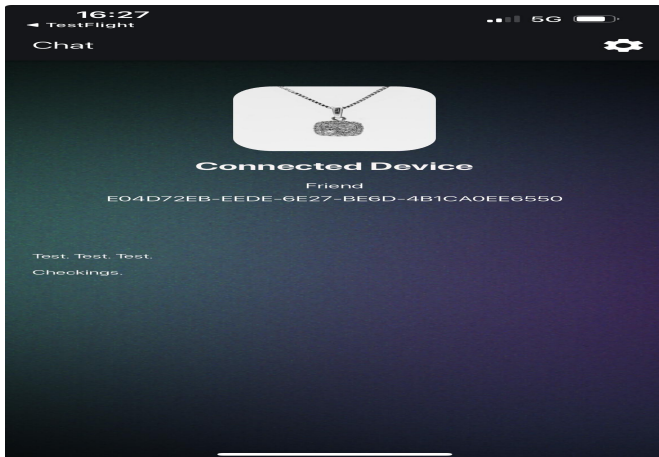 16:27
◀ TestFlight
5G
Chat
Connected Device
Friend
E04D72EB-EEDE-6E27-BE6D-4B1CA0EE6550
Test. Test. Test.
Checkings.